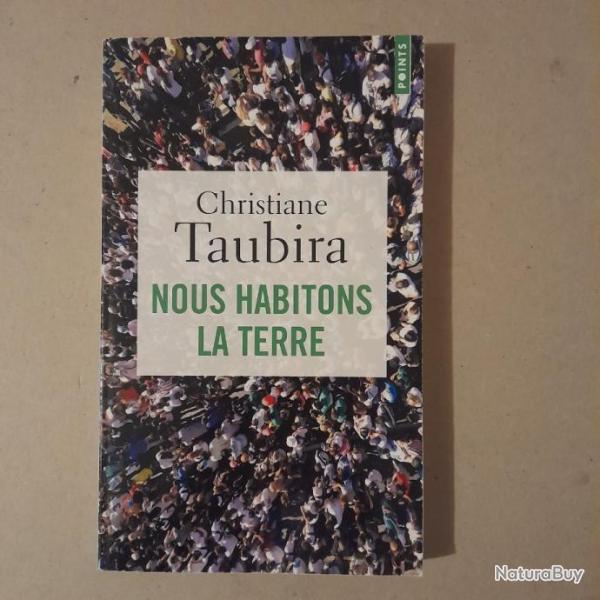 POINTS
Christiane
Taubira
NOUS HABITONS
LA TERRE
NaturaBuy